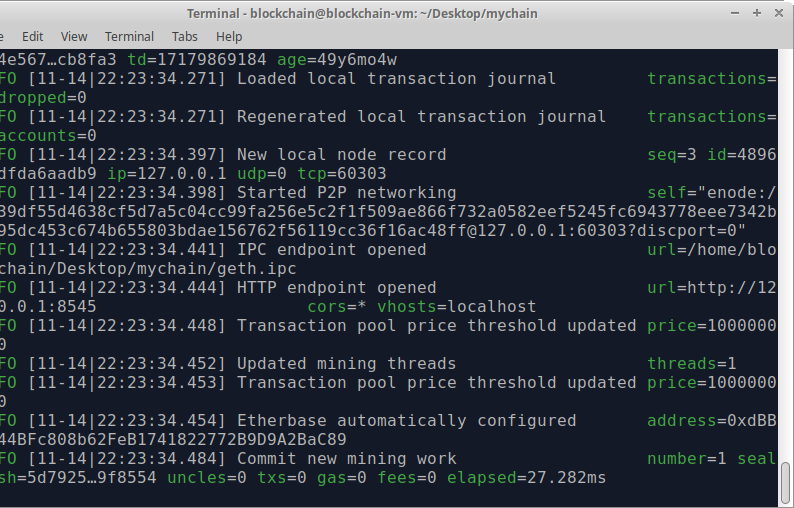 Terminal - blockchain@blockchain-vm: ~/Desktop/mychain
e Edit View Terminal Tabs Help
4e567…cb8fa3 td=17179869184 age=49y6mo4w
FO [11-14|22:23:34.271] Loaded local transaction journal transactions=
dropped=0
FO [11-14|22:23:34.271] Regenerated local transaction journal transactions=
accounts=0
FO [11-14|22:23:34.397] New local node record seq=3 id=4896
dfda6aadb9 ip=127.0.0.1 udp=0 tcp=60303
FO [11-14|22:23:34.398] Started P2P networking self="enode:/
39df55d4638cf5d7a5c04cc99fa256e5c2f1f509ae866f732a0582eef5245fc6943778eee7342b
95dc453c674b655803bdae156762f56119cc36f16ac48ff@127.0.0.1:60303?discport=0"
FO [11-14|22:23:34.441] IPC endpoint opened url=/home/blo
chain/Desktop/mychain/geth.ipc
FO [11-14|22:23:34.444] HTTP endpoint opened url=http://12
0.0.1:8545 cors=* vhosts=localhost
FO [11-14|22:23:34.448] Transaction pool price threshold updated price=1000000
0
FO [11-14|22:23:34.452] Updated mining threads threads=1
FO [11-14|22:23:34.453] Transaction pool price threshold updated price=1000000
0
FO [11-14|22:23:34.454] Etherbase automatically configured address=0xdBB
44BFc808b62FeB1741822772B9D9A2BaC89
FO [11-14|22:23:34.484] Commit new mining work number=1 seal
sh=5d7925…9f8554 uncles=0 txs=0 gas=0 fees=0 elapsed=27.282ms